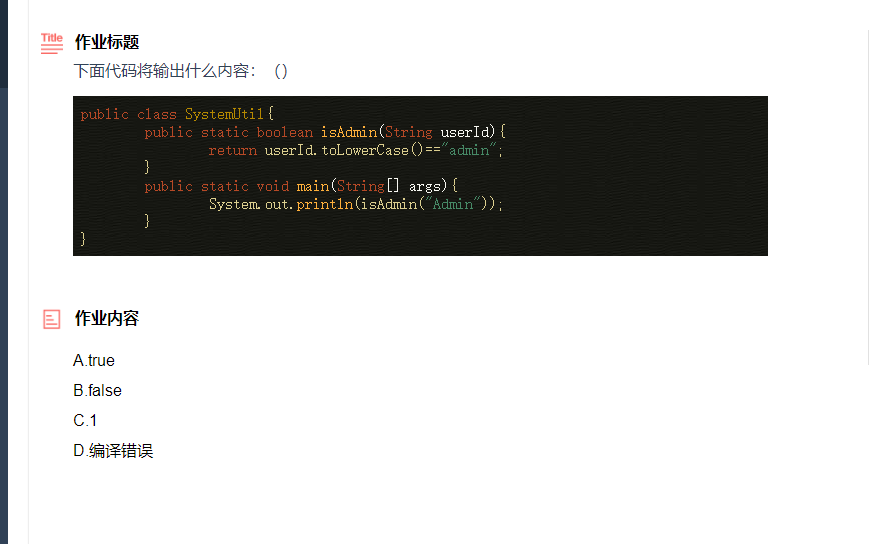 Title 作业标题
下面代码将输出什么内容： （）
public class SystemUtil{
public static boolean isAdmin(String userId){
return userId.toLowerCase()=="admin";
}
public static void main(String[] args){
System.out.println(isAdmin("Admin"));
}
}
作业内容
A.true
B.false
C.1
D.编译错误